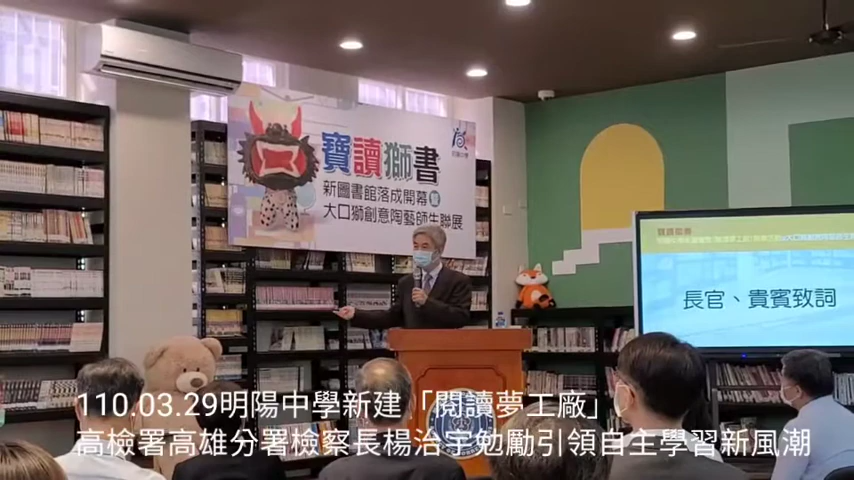 寶讀獅書
新圖書館落成開幕暨
大口獅創意陶藝師生聯展
長官、貴賓致詞
110.03.29明陽中學新建「閱讀夢工廠」
高檢署高雄分署檢察長楊治宇勉勵引領自主學習新風潮